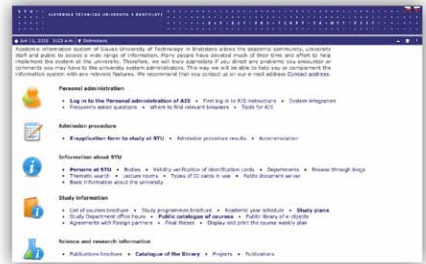 SLOVENSKÁ TECHNICKÁ UNIVERZITA V BRATISLAVE
Academic information system of Slovak University of Technology in Bratislava allows the academic community, university
staff and public to access a wide range of information. Many people have devoted much of their time and effort to help
implement the system at the university. Therefore, we will truly appreciate if you direct any problems you encounter or
comments you may have to the university system administrators. This way we will be able to help you or complement the
information system with any relevant features. We recommend that you contact us on our e-mail address Contact address.
Personal administration
• Log in to the Personal administration of AIS • First log in to AIS instructions • System integrators
• Frequently asked questions • Where to find relevant browsers • Tools for AIS
Admission procedure
• E-application form to study at STU • Admission procedure results • Accommodation
Information about STU
• Persons at STU • Bodies • Validity verification of identification cards • Departments • Browse through bugs
• Thematic search • Lecture rooms • Types of ID cards in use • Public document server
• Basic information about the university
Study information
• List of courses brochure • Study programmes brochure • Academic year schedule • Study plans
• Study Department office hours • Public catalogue of courses • Public library of e-objects
• Agreements with foreign partners • Final theses • Display and print the course weekly plan
Science and research information
• Publications brochure • Catalogue of the library • Projects • Publications